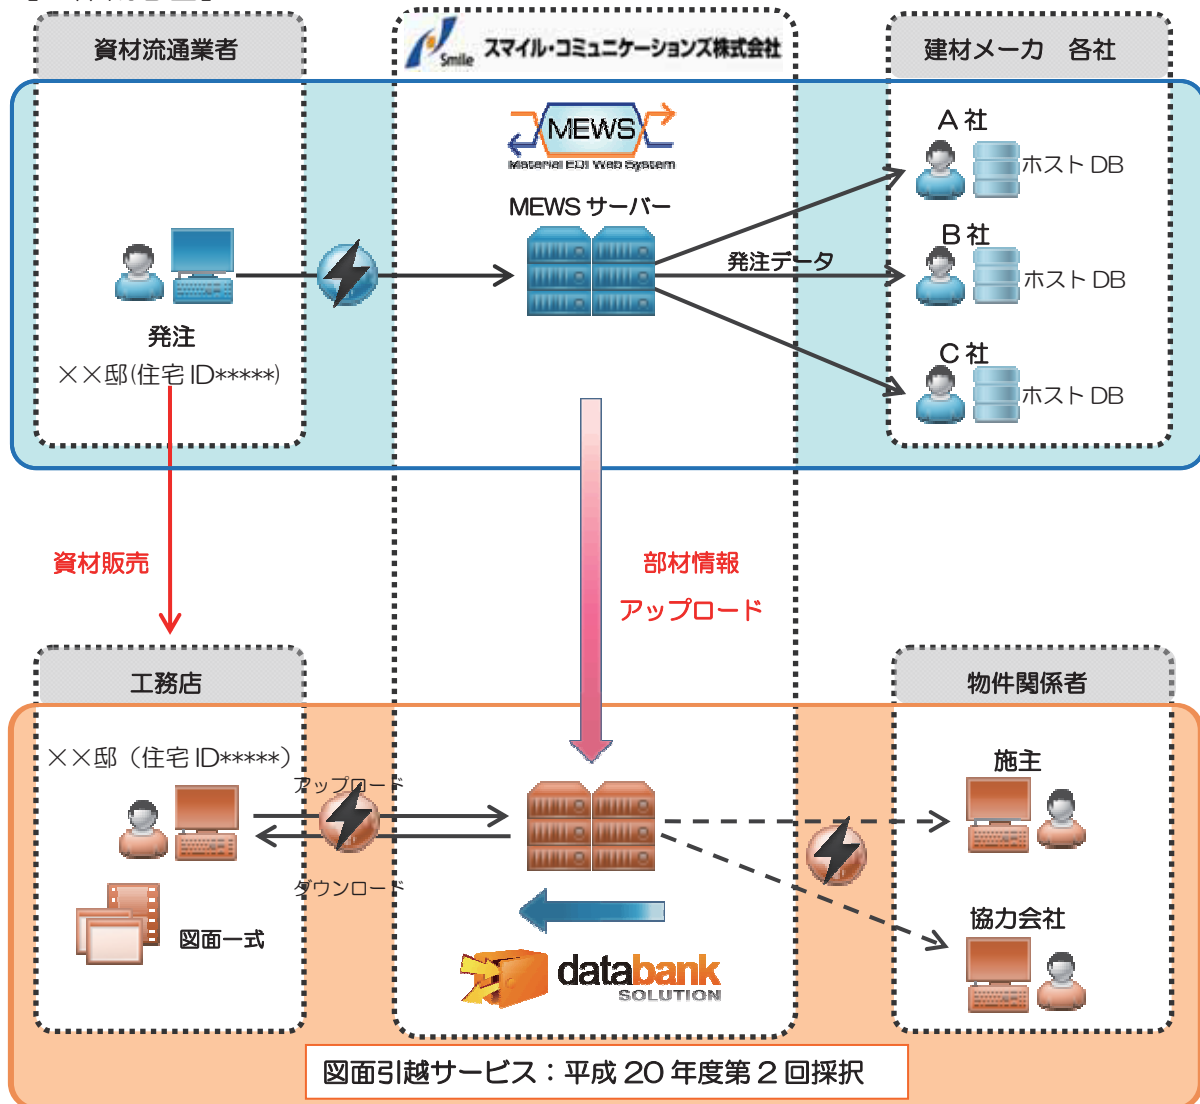 資材流通業者
Smile スマイル・コミュニケーションズ株式会社
建材メーカ 各社
MEWS
Material EDI Web System
MEWS サーバー
A 社
ホスト DB
B 社
ホスト DB
C 社
ホスト DB
発注データ
発注
××邸(住宅 ID*****)
資材販売
部材情報
アップロード
工務店
物件関係者
××邸（住宅 ID*****）
アップロード
ダウンロード
図面一式
施主
協力会社
databank
SOLUTION
図面引越サービス：平成 20 年度第 2 回採択